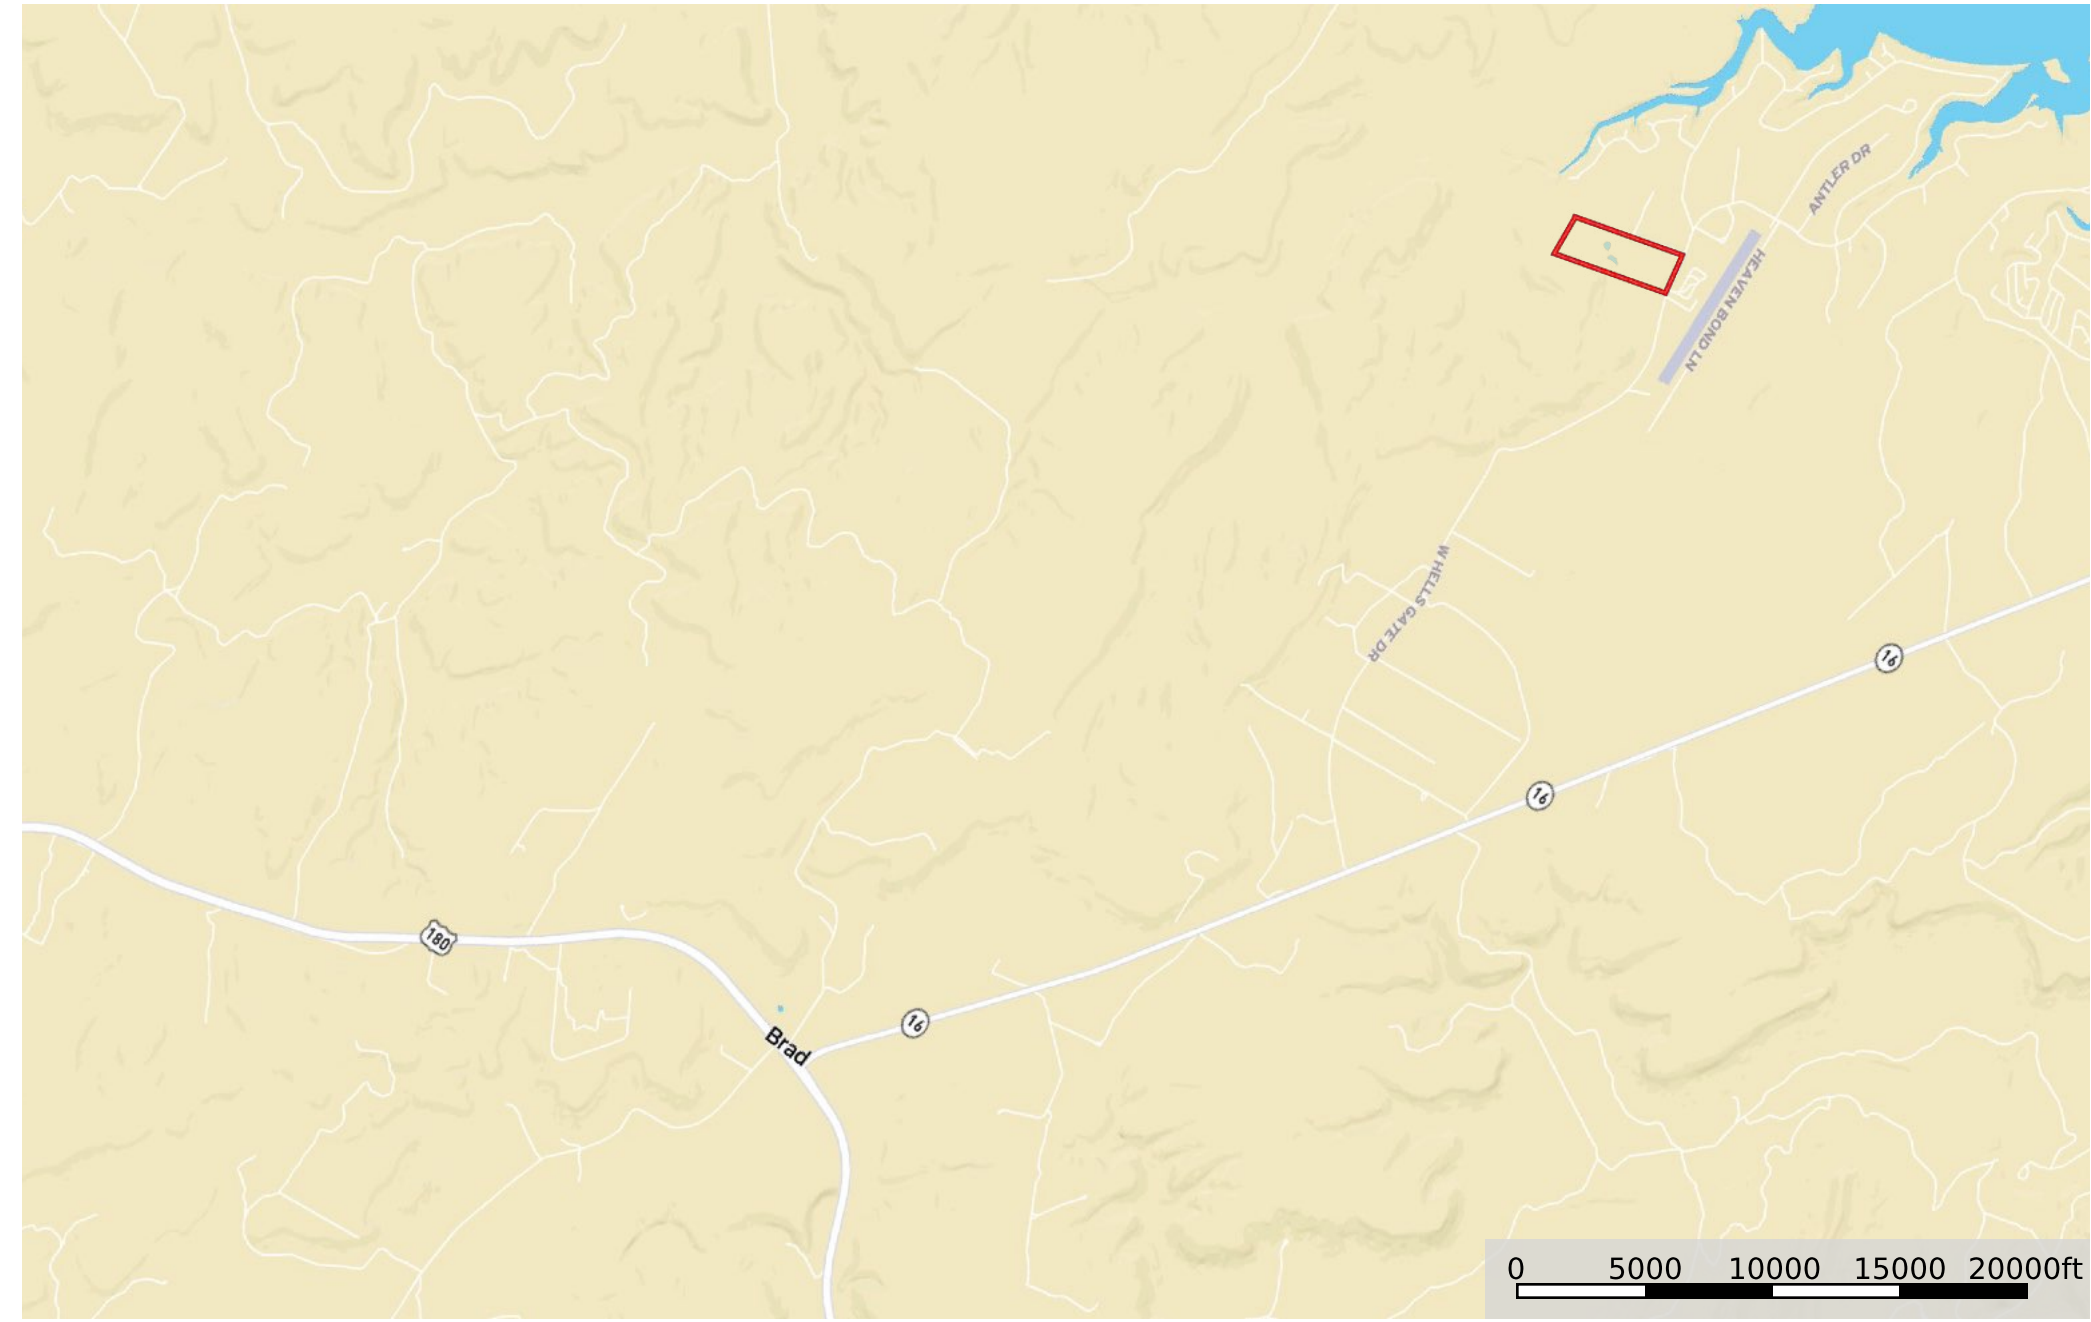 ANTLER DR
HEAVEN BOND LN
W HELLS GATE DR
16
16
180
16
Brad
0 5000 10000 15000 20000ft